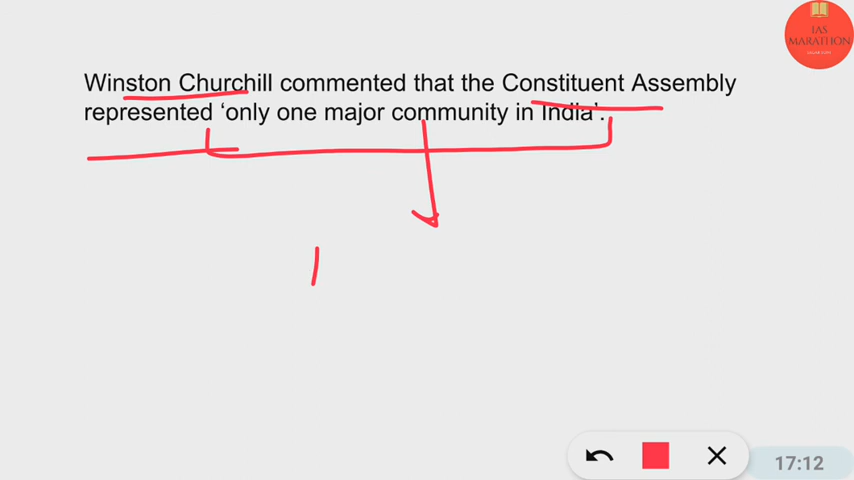 IAS
MARATHON
Winston Churchill commented that the Constituent Assembly
represented ‘only one major community in India’.
17:12